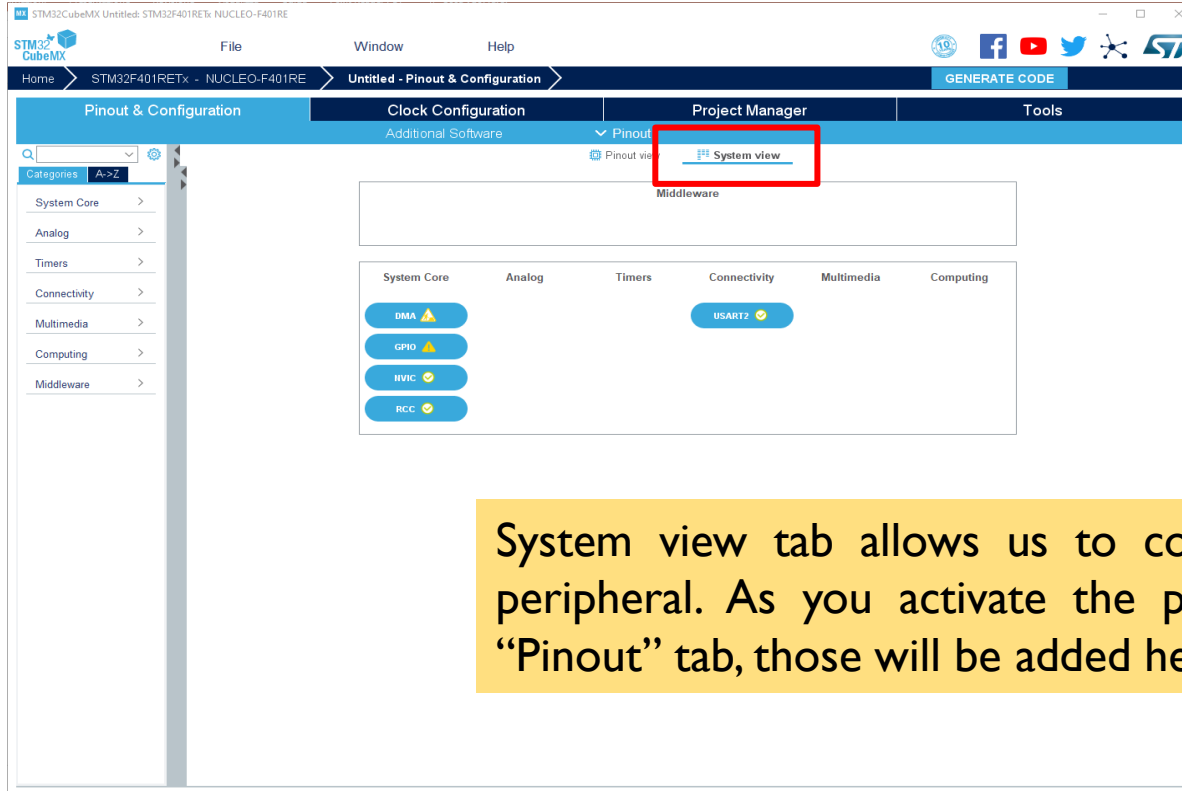 MX STM32CubeMX Untitled: STM32F401RETx NUCLEO-F401RE
STM32 CubeMX
File Window Help
10
Home STM32F401RETx - NUCLEO-F401RE Untitled - Pinout & Configuration GENERATE CODE
Pinout & Configuration Clock Configuration Project Manager Tools
Additional Software Pinout
Pinout view System view
Categories A->Z
System Core
Analog
Timers
Connectivity
Multimedia
Computing
Middleware
Middleware
System Core Analog Timers Connectivity Multimedia Computing
DMA USART2
GPIO
NVIC
RCC
System view tab allows us to co
peripheral. As you activate the p
“Pinout” tab, those will be added he